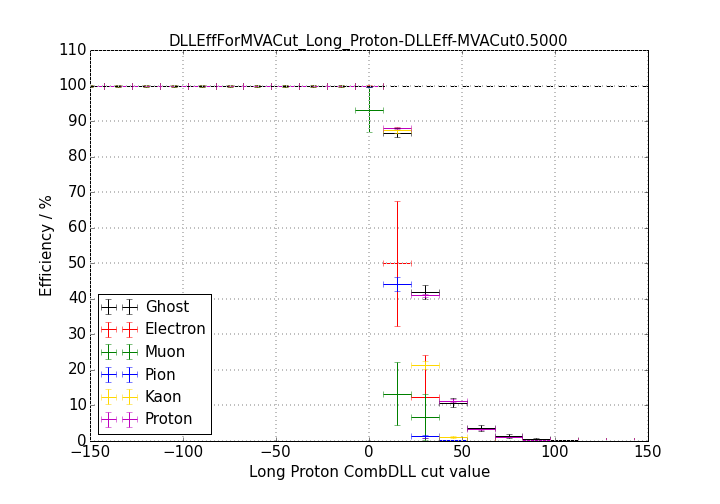 DLLEffForMVACut_Long_Proton-DLLEff-MVACut0.5000
110
100
90
80
70
60
50
40
30
20
10
0
Efficiency / %
Ghost
Electron
Muon
Pion
Kaon
Proton
−150 −100 −50 0 50 100 150
Long Proton CombDLL cut value